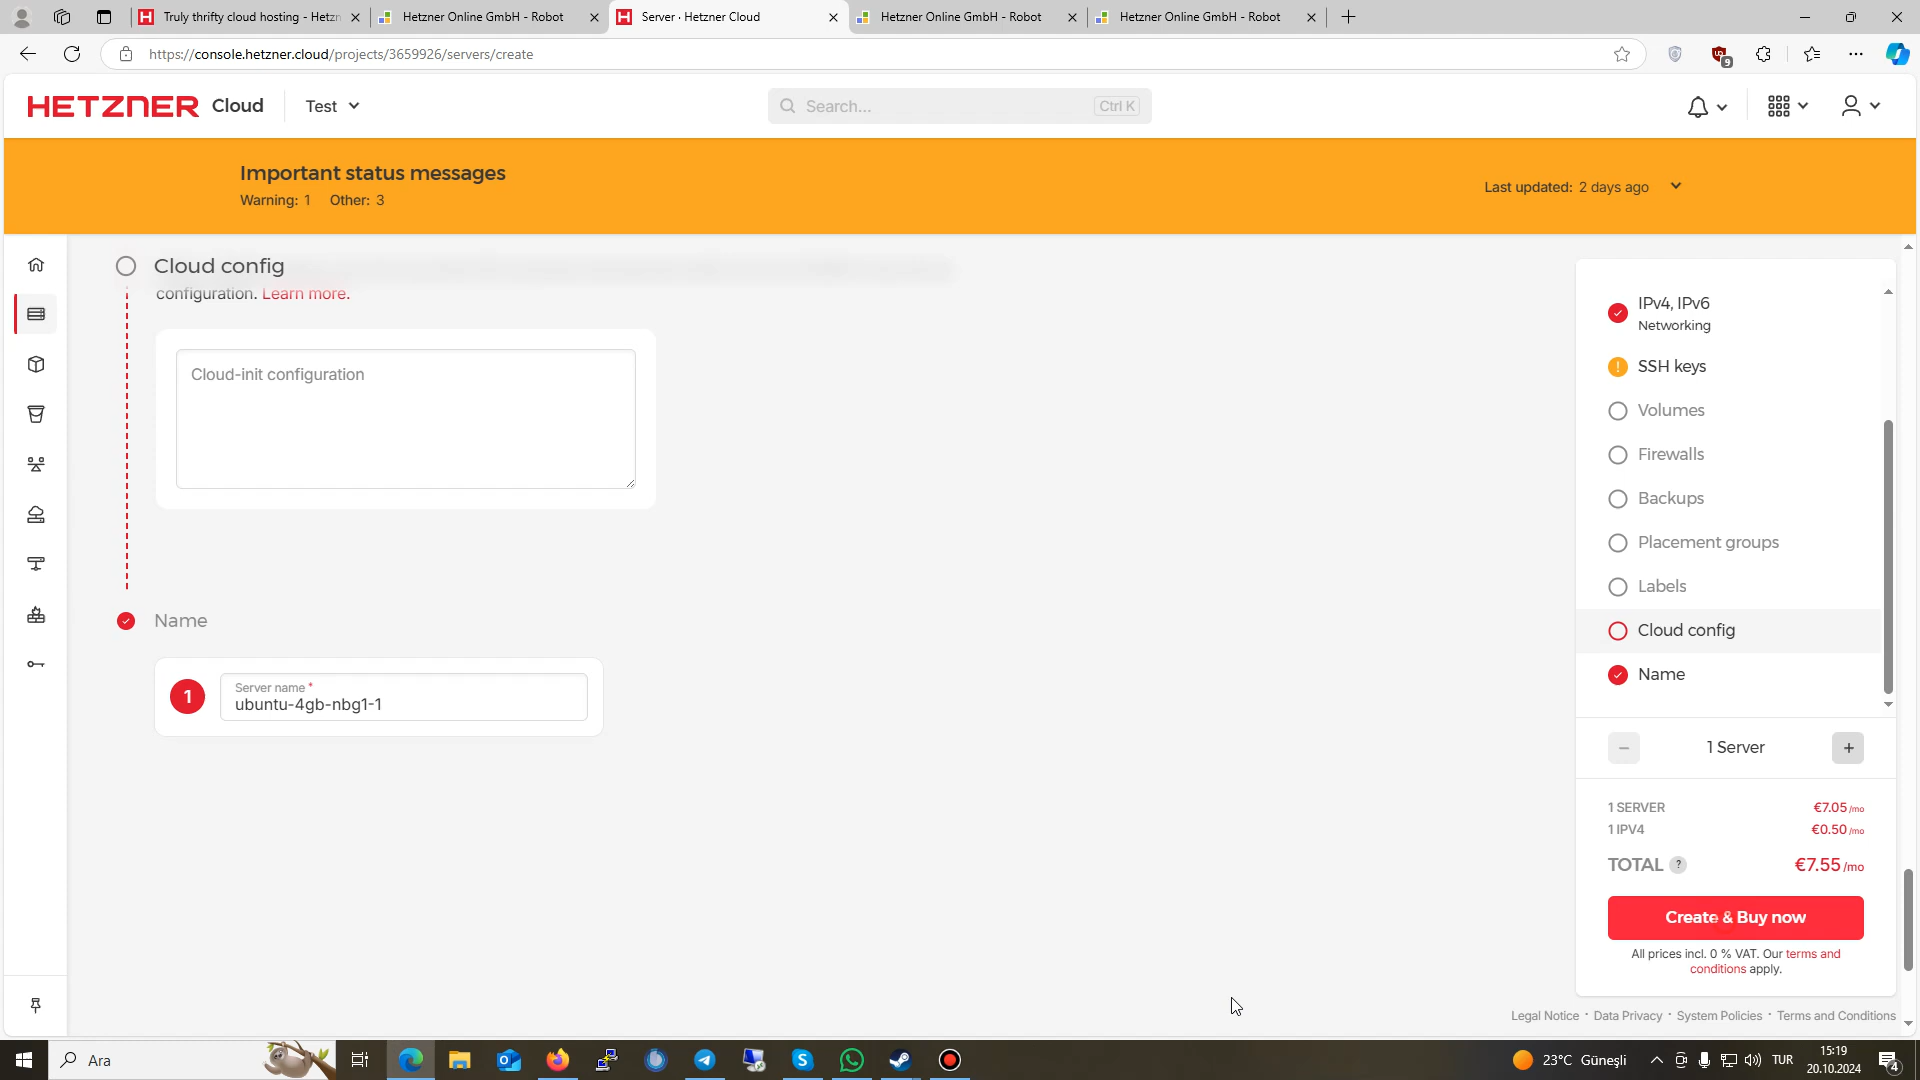 Truly thrifty cloud hosting - Hetzn
Hetzner Online GmbH - Robot
Server · Hetzner Cloud
Hetzner Online GmbH - Robot
Hetzner Online GmbH - Robot
https://console.hetzner.cloud/projects/3659926/servers/create
9
HETZNER Cloud
Test
Search...
Ctrl K
Important status messages
Warning: 1 Other: 3
Last updated: 2 days ago
Cloud config
configuration. Learn more.
Cloud-init configuration
Name
1
Server name *
ubuntu-4gb-nbg1-1
IPv4, IPv6
Networking
SSH keys
Volumes
Firewalls
Backups
Placement groups
Labels
Cloud config
Name
1 Server
1 SERVER €7.05 /mo
1 IPV4 €0.50 /mo
TOTAL ? €7.55 /mo
Create & Buy now
All prices incl. 0 % VAT. Our terms and
conditions apply.
Legal Notice · Data Privacy · System Policies · Terms and Conditions
Ara
23°C Güneşli
TUR
15:19
20.10.2024
4